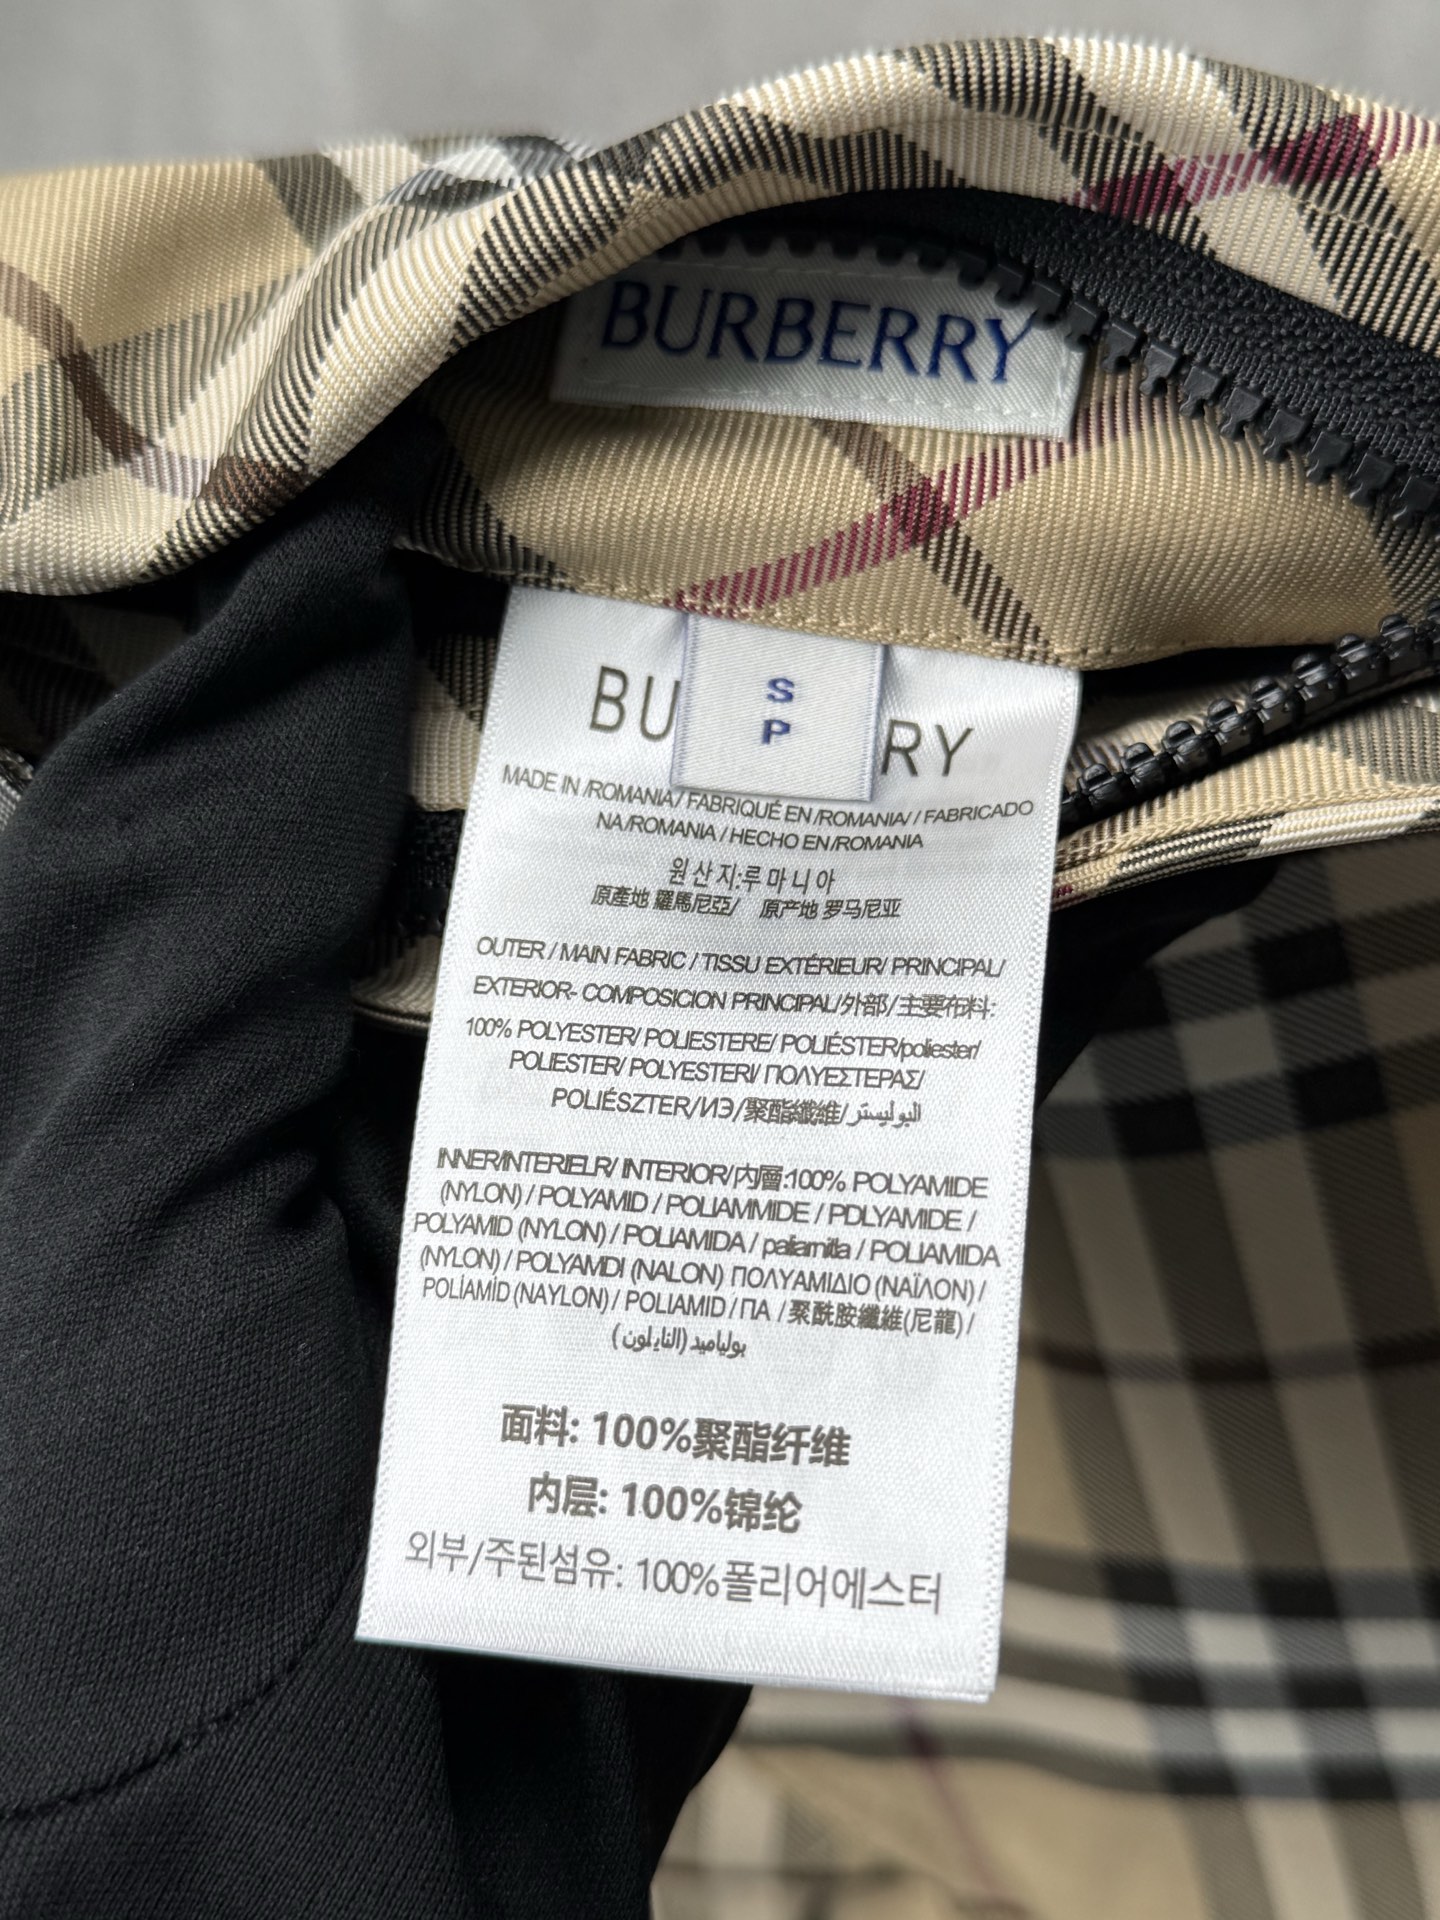 BURBERRY
S
P
BU RY
MADE IN /ROMANIA/ FABRIQUÉ EN /ROMANIA/ / FABRICADO
NA/ROMANIA / HECHO EN/ROMANIA
원산지:루마니아
原產地 羅馬尼亞/ 原产地 罗马尼亚
OUTER / MAIN FABRIC / TISSU EXTÉRIEUR/ PRINCIPAL/
EXTERIOR- COMPOSICION PRINCIPAL/外部/主要布料:
100% POLYESTER/ POLIESTERE/ POLIÉSTER/poliester/
POLIESTER/ POLYESTERI/ ΠΟΛΥΕΣΤΕΡΑΣ/
POLIÉSZTER/ИЭ/聚酯纖維/البوليستر
INNER/INTERIELR/ INTERIOR/内層:100% POLYAMIDE
(NYLON) / POLYAMID / POLIAMMIDE / PDLYAMIDE /
POLYAMID (NYLON) / POLIAMIDA / paliamitla / POLIAMIDA
(NYLON) / POLYAMDI (NALON) ΠΟΛΥΑΜΙΔΙΟ (ΝΑΪΛΟΝ) /
POLÍAMÍD (NAYLON) / POLIAMID / ПА / 聚酰胺纖維(尼龍) /
بولياميد (النايلون)
面料: 100%聚酯纤维
内层: 100%锦纶
외부/주된섬유: 100%폴리어에스터